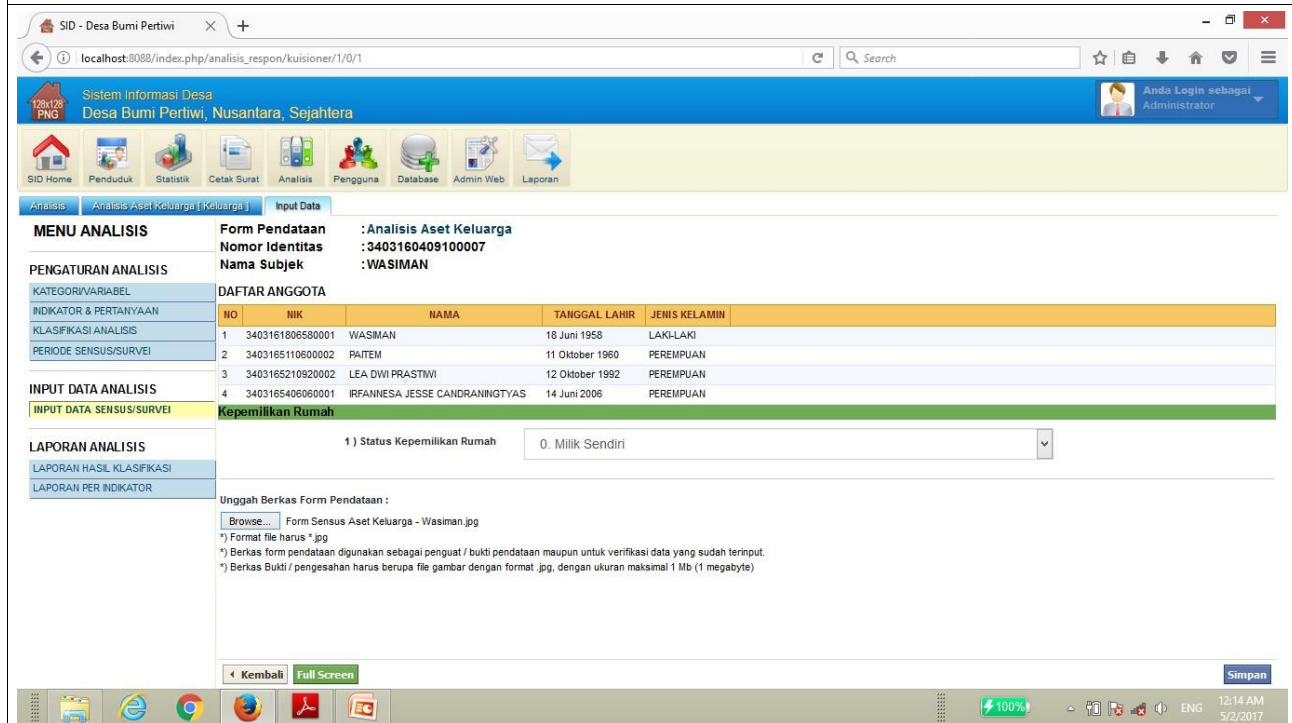 SID - Desa Bumi Pertiwi
localhost:8088/index.php/analisis_respon/kuisioner/1/0/1
Search
128x128 PNG
Sistem Informasi Desa
Desa Bumi Pertiwi, Nusantara, Sejahtera
Anda Login sebagai
Administrator
SID Home Penduduk Statistik Cetak Surat Analisis Pengguna Database Admin Web Laporan
Analisis Analisis Aset Keluarga [ Keluarga ] Input Data
MENU ANALISIS
PENGATURAN ANALISIS
KATEGORI/VARIABEL
INDIKATOR & PERTANYAAN
KLASIFIKASI ANALISIS
PERIODE SENSUS/SURVEI
INPUT DATA ANALISIS
INPUT DATA SENSUS/SURVEI
LAPORAN ANALISIS
LAPORAN HASIL KLASIFIKASI
LAPORAN PER INDIKATOR
Form Pendataan :Analisis Aset Keluarga
Nomor Identitas :3403160409100007
Nama Subjek :WASIMAN
DAFTAR ANGGOTA
NO NIK NAMA TANGGAL LAHIR JENIS KELAMIN
1 3403161806580001 WASIMAN 18 Juni 1958 LAKI-LAKI
2 3403165110600002 PAITEM 11 Oktober 1960 PEREMPUAN
3 3403165210920002 LEA DWI PRASTIWI 12 Oktober 1992 PEREMPUAN
4 3403165406060001 IRFANNESA JESSE CANDRANINGTYAS 14 Juni 2006 PEREMPUAN
Kepemilikan Rumah
1 ) Status Kepemilikan Rumah 0. Milik Sendiri
Unggah Berkas Form Pendataan :
Browse... Form Sensus Aset Keluarga - Wasiman.jpg
*) Format file harus *.jpg
*) Berkas form pendataan digunakan sebagai penguat / bukti pendataan maupun untuk verifikasi data yang sudah terinput.
*) Berkas Bukti / pengesahan harus berupa file gambar dengan format .jpg, dengan ukuran maksimal 1 Mb (1 megabyte)
Kembali Full Screen Simpan
100% ENG 12:14 AM
5/2/2017